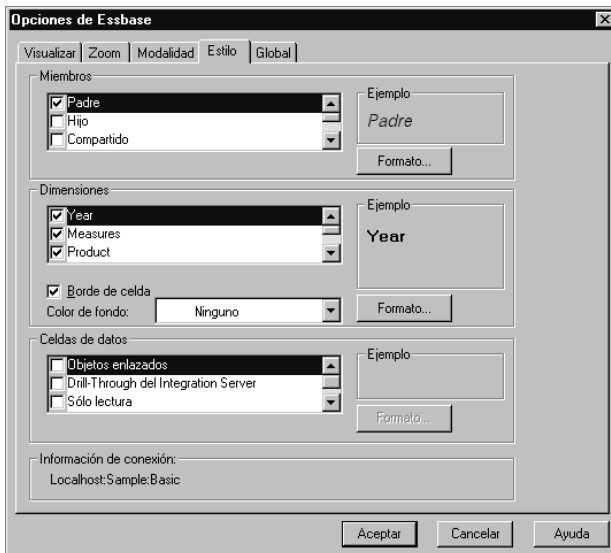 Opciones de Essbase
Visualizar Zoom Modalidad Estilo Global
Miembros
Padre
Hijo
Compartido
Ejemplo
Padre
Formato...
Dimensiones
Year
Measures
Product
Ejemplo
Year
Borde de celda
Color de fondo: Ninguno
Formato...
Celdas de datos
Objetos enlazados
Drill-Through del Integration Server
Sólo lectura
Ejemplo
Formato...
Información de conexión:
Localhost:Sample:Basic
Aceptar Cancelar Ayuda